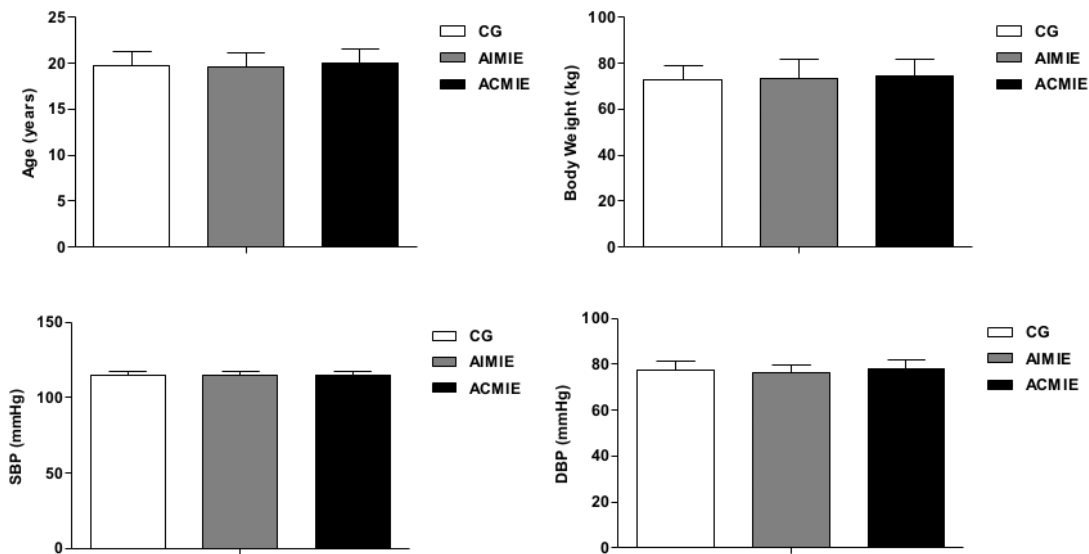 25
20
15
10
5
0
Age (years)
CG
AIMIE
ACMIE
100
80
60
40
20
0
Body Weight (kg)
CG
AIMIE
ACMIE
150
100
50
0
SBP (mmHg)
CG
AIMIE
ACMIE
100
80
60
40
20
0
DBP (mmHg)
CG
AIMIE
ACMIE